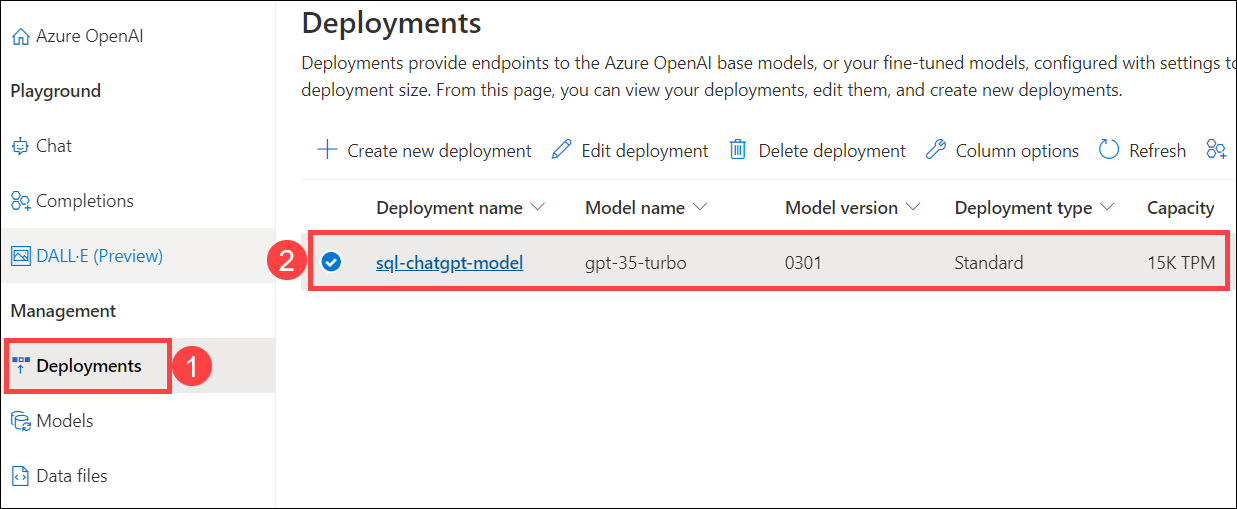 Azure OpenAI
Playground
Chat
Completions
DALL·E (Preview)
Management
Deployments
1
Models
Data files
Deployments
Deployments provide endpoints to the Azure OpenAI base models, or your fine-tuned models, configured with settings to
deployment size. From this page, you can view your deployments, edit them, and create new deployments.
Create new deployment Edit deployment Delete deployment Column options Refresh
Deployment name Model name Model version Deployment type Capacity
2 sql-chatgpt-model gpt-35-turbo 0301 Standard 15K TPM